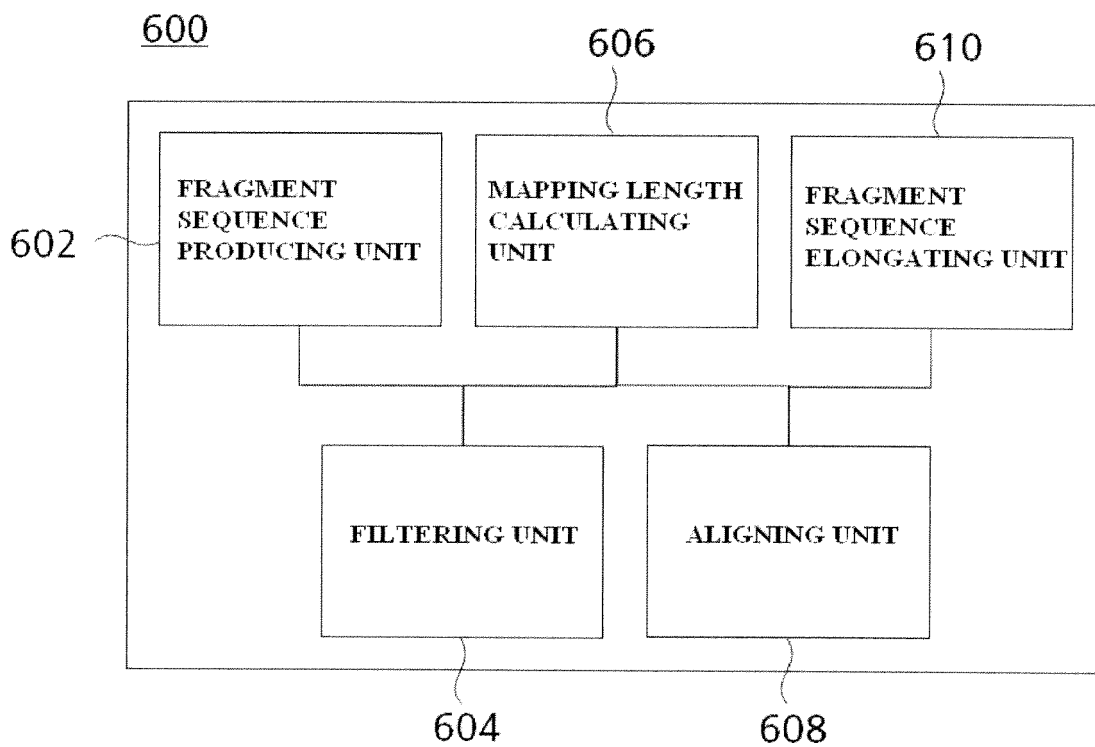 600
606
610
FRAGMENT
SEQUENCE
PRODUCING UNIT
MAPPING LENGTH
CALCULATING
UNIT
FRAGMENT
SEQUENCE
ELONGATING UNIT
602
FILTERING UNIT
ALIGNING UNIT
604
608